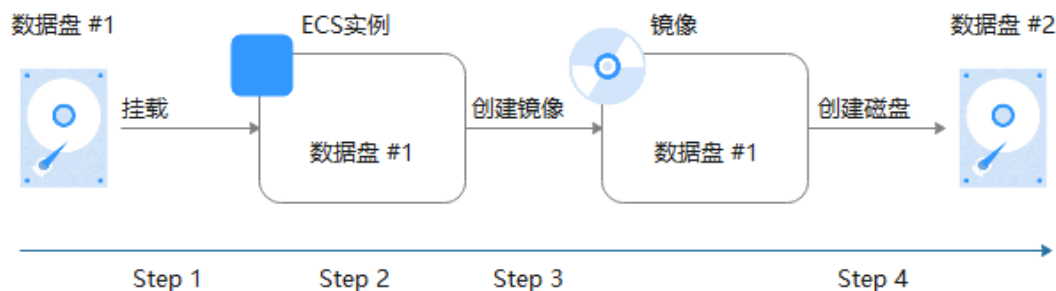 数据盘 #1
ECS实例
镜像
数据盘 #2
挂载
创建镜像
创建磁盘
数据盘 #1
数据盘 #1
Step 1
Step 2
Step 3
Step 4